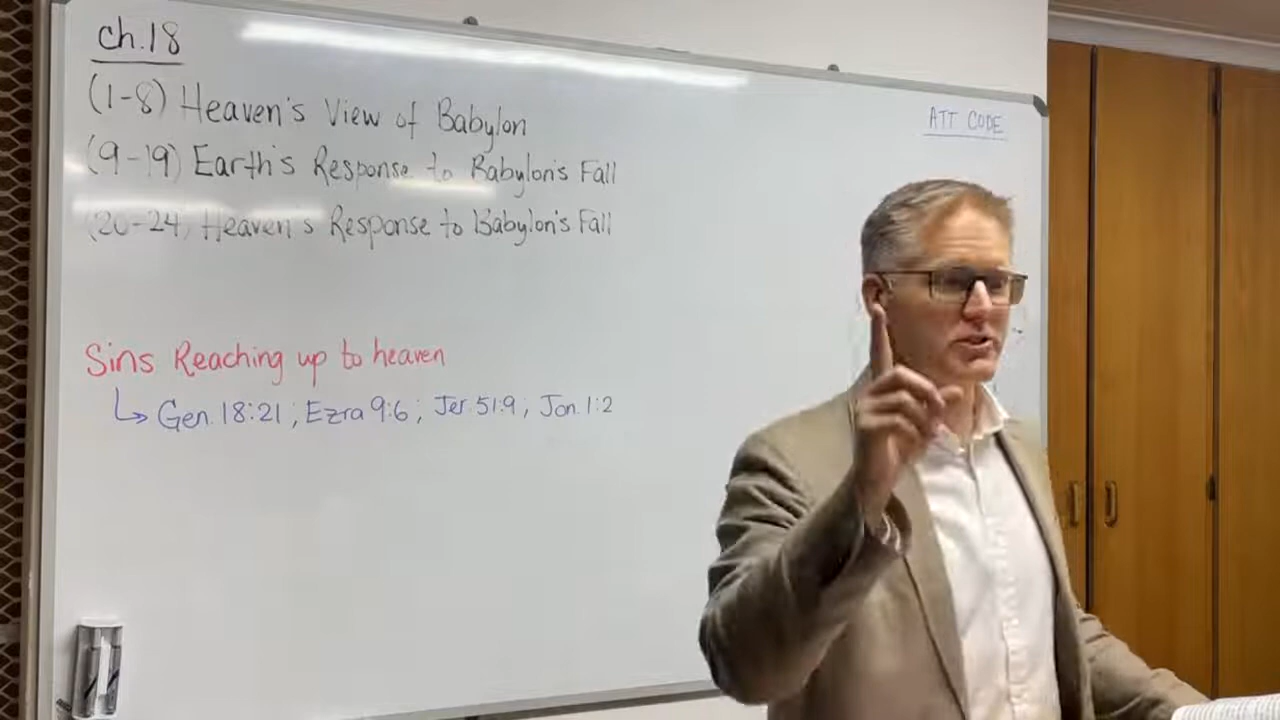 ch.18
(1-8) Heaven's View of Babylon
(9-19) Earth's Response to Babylon's Fall
(20-24) Heaven's Response to Babylon's Fall
ATT CODE
Sins Reaching up to heaven
↳ Gen. 18:21; Ezra 9:6; Jer. 51:9; Jon. 1:2